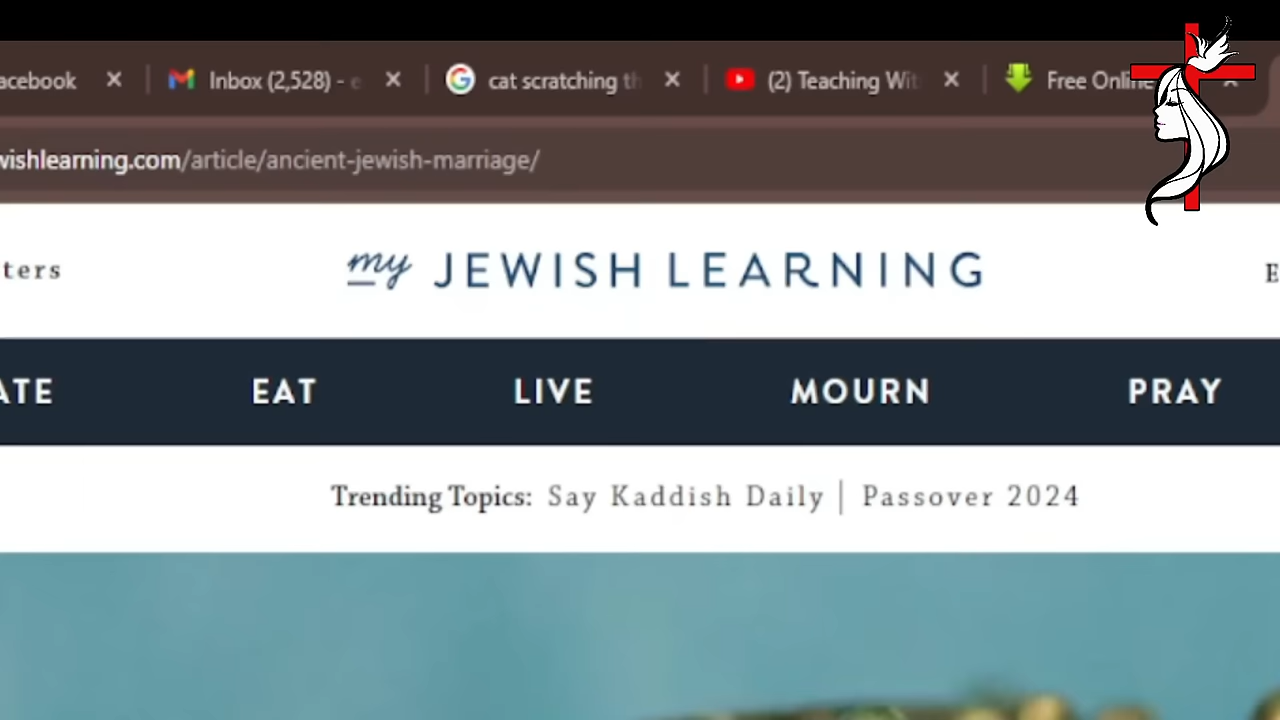 acebook Inbox (2,528) - cat scratching th (2) Teaching Wit Free Online
wishlearning.com/article/ancient-jewish-marriage/
ters my JEWISH LEARNING E
ATE EAT LIVE MOURN PRAY
Trending Topics: Say Kaddish Daily | Passover 2024